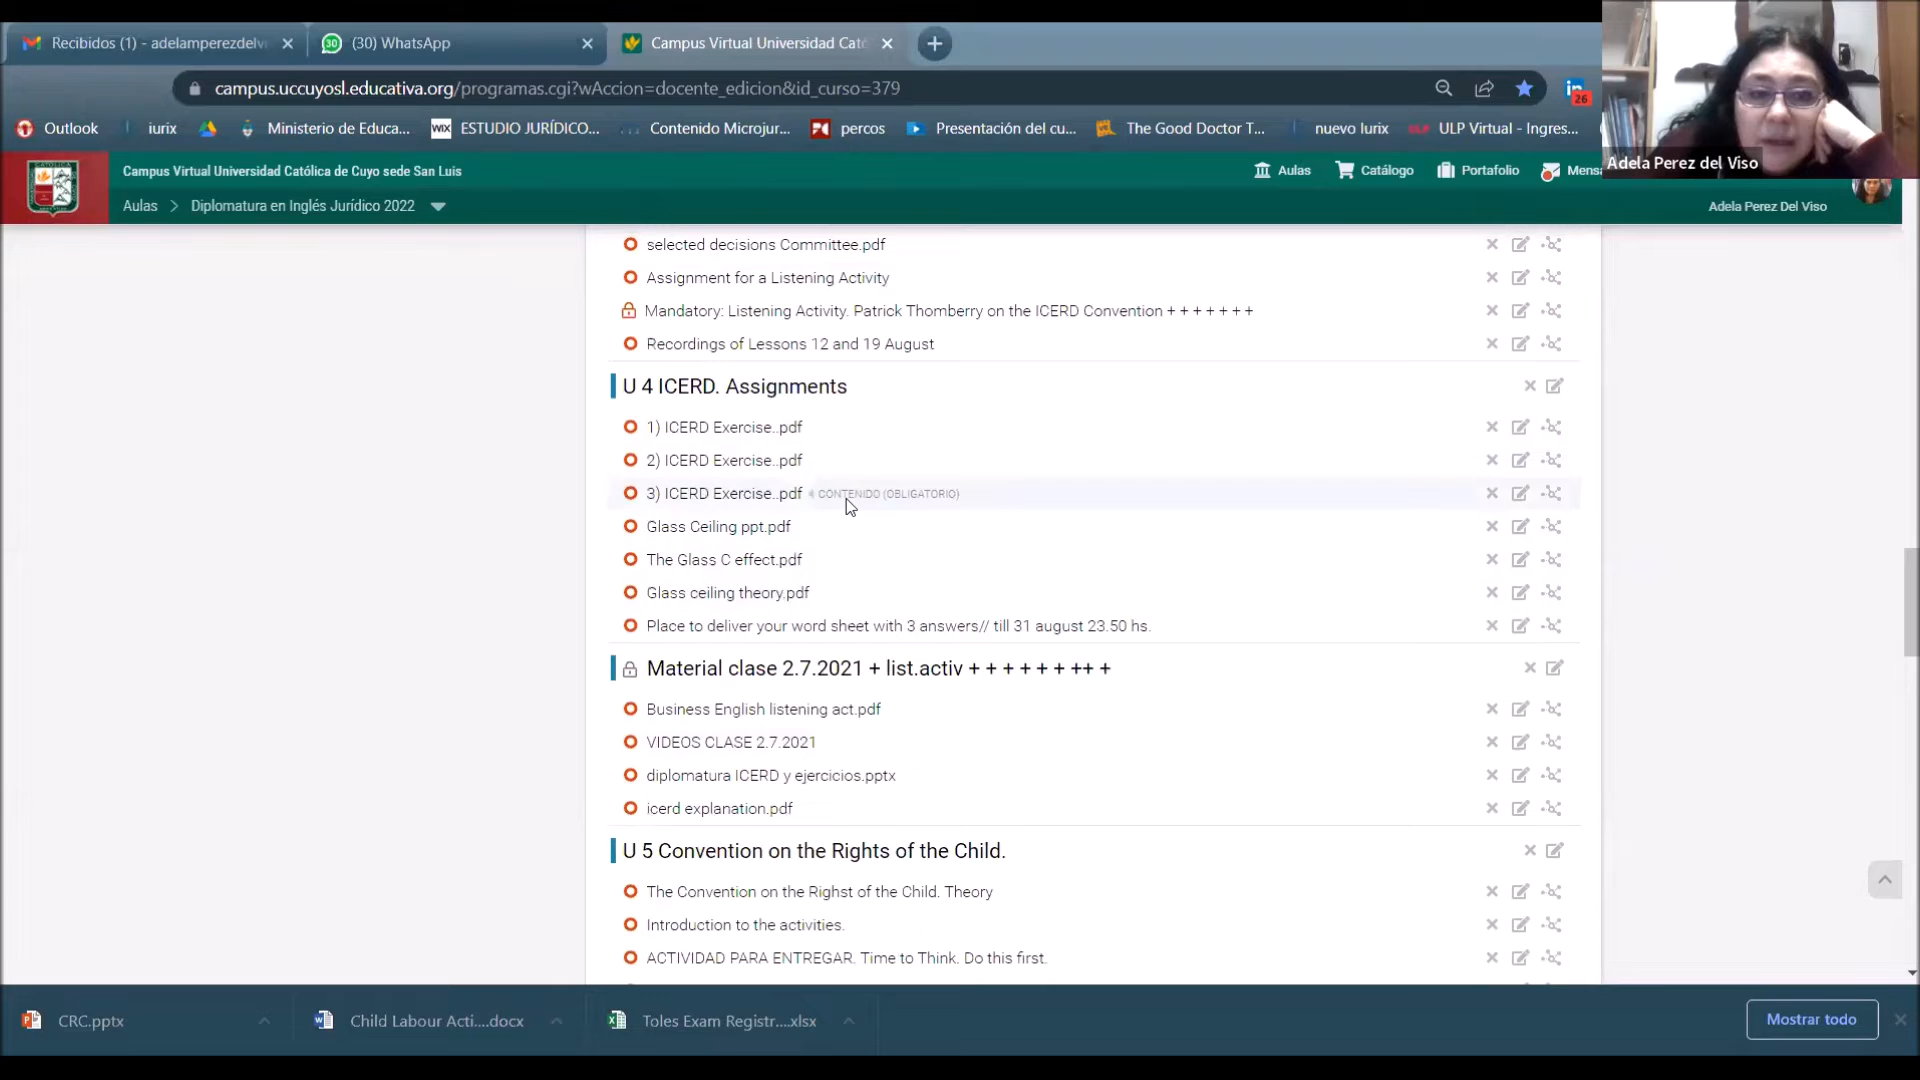 Recibidos (1) - adelamperezdelv
(30) WhatsApp
Campus Virtual Universidad Cató
campus.uccuyosl.educativa.org/programas.cgi?wAccion=docente_edicion&id_curso=379
26
Outlook
iurix
Ministerio de Educa...
WIX
ESTUDIO JURÍDICO...
Contenido Microjur...
percos
Presentación del cu...
The Good Doctor T...
nuevo Iurix
ULP Virtual - Ingres...
Adela Perez del Viso
Campus Virtual Universidad Católica de Cuyo sede San Luis
Aulas
Catálogo
Portafolio
Mensa
Aulas > Diplomatura en Inglés Jurídico 2022
Adela Perez Del Viso
selected decisions Committee.pdf
Assignment for a Listening Activity
Mandatory: Listening Activity. Patrick Thomberry on the ICERD Convention + + + + + + +
Recordings of Lessons 12 and 19 August
U 4 ICERD. Assignments
1) ICERD Exercise..pdf
2) ICERD Exercise..pdf
3) ICERD Exercise..pdf CONTENIDO (OBLIGATORIO)
Glass Ceiling ppt.pdf
The Glass C effect.pdf
Glass ceiling theory.pdf
Place to deliver your word sheet with 3 answers// till 31 august 23.50 hs.
Material clase 2.7.2021 + list.activ + + + + + + ++ +
Business English listening act.pdf
VIDEOS CLASE 2.7.2021
diplomatura ICERD y ejercicios.pptx
icerd explanation.pdf
U 5 Convention on the Rights of the Child.
The Convention on the Righst of the Child. Theory
Introduction to the activities.
ACTIVIDAD PARA ENTREGAR. Time to Think. Do this first.
CRC.pptx
Child Labour Acti....docx
Toles Exam Registr....xlsx
Mostrar todo